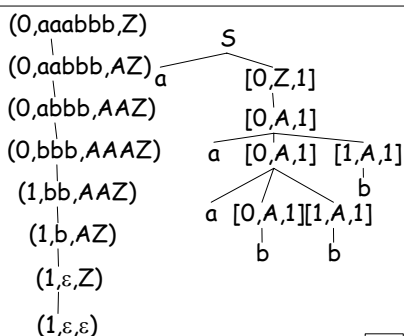 (0,aaabbb,Z)
S
(0,aabbb,AZ)
a
[0,Z,1]
(0,abbb,AAZ)
[0,A,1]
(0,bbb,AAAZ)
a [0,A,1] [1,A,1]
b
(1,bb,AAZ)
a [0,A,1][1,A,1]
(1,b,AZ)
b b
(1,ε,Z)
(1,ε,ε)